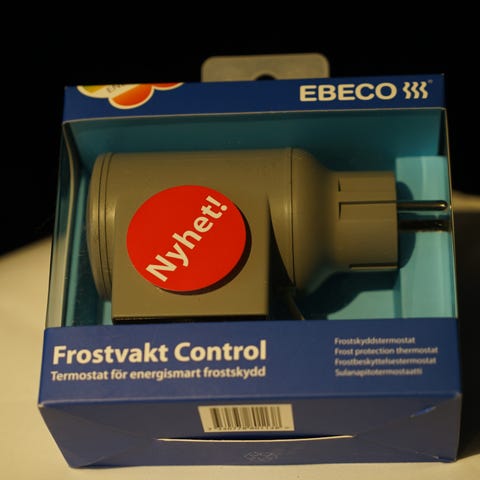 EBECO
Nyhet!
Frostvakt Control
Termostat för energismart frostskydd
Frostskyddstermostat
Frost protection thermostat
Frostbeskyttelsestermostat
Sulanapitotermostaatti